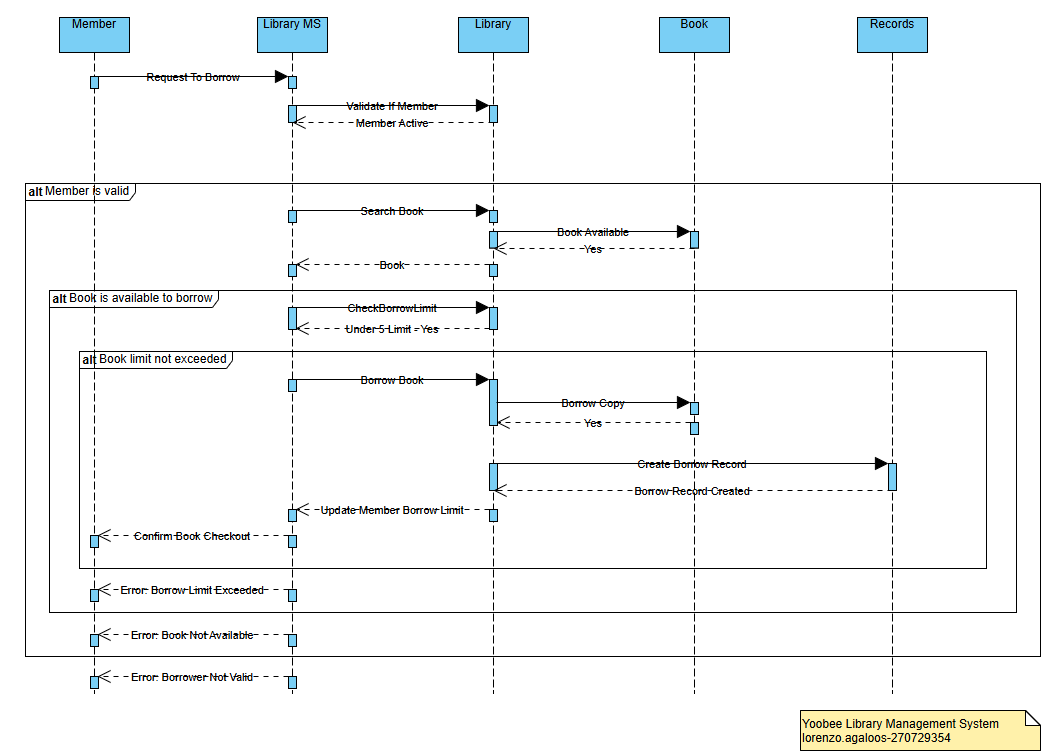 Member
Library MS
Library
Book
Records
Request To Borrow
Validate If Member
Member Active
alt Member is valid
Search Book
Book Available
Yes
Book
alt Book is available to borrow
CheckBorrowLimit
Under 5 Limit - Yes
alt Book limit not exceeded
Borrow Book
Borrow Copy
Yes
Create Borrow Record
Borrow Record Created
Update Member Borrow Limit
Confirm Book Checkout
Error: Borrow Limit Exceeded
Error: Book Not Available
Error: Borrower Not Valid
Yoobee Library Management System
lorenzo.agaloos-270729354